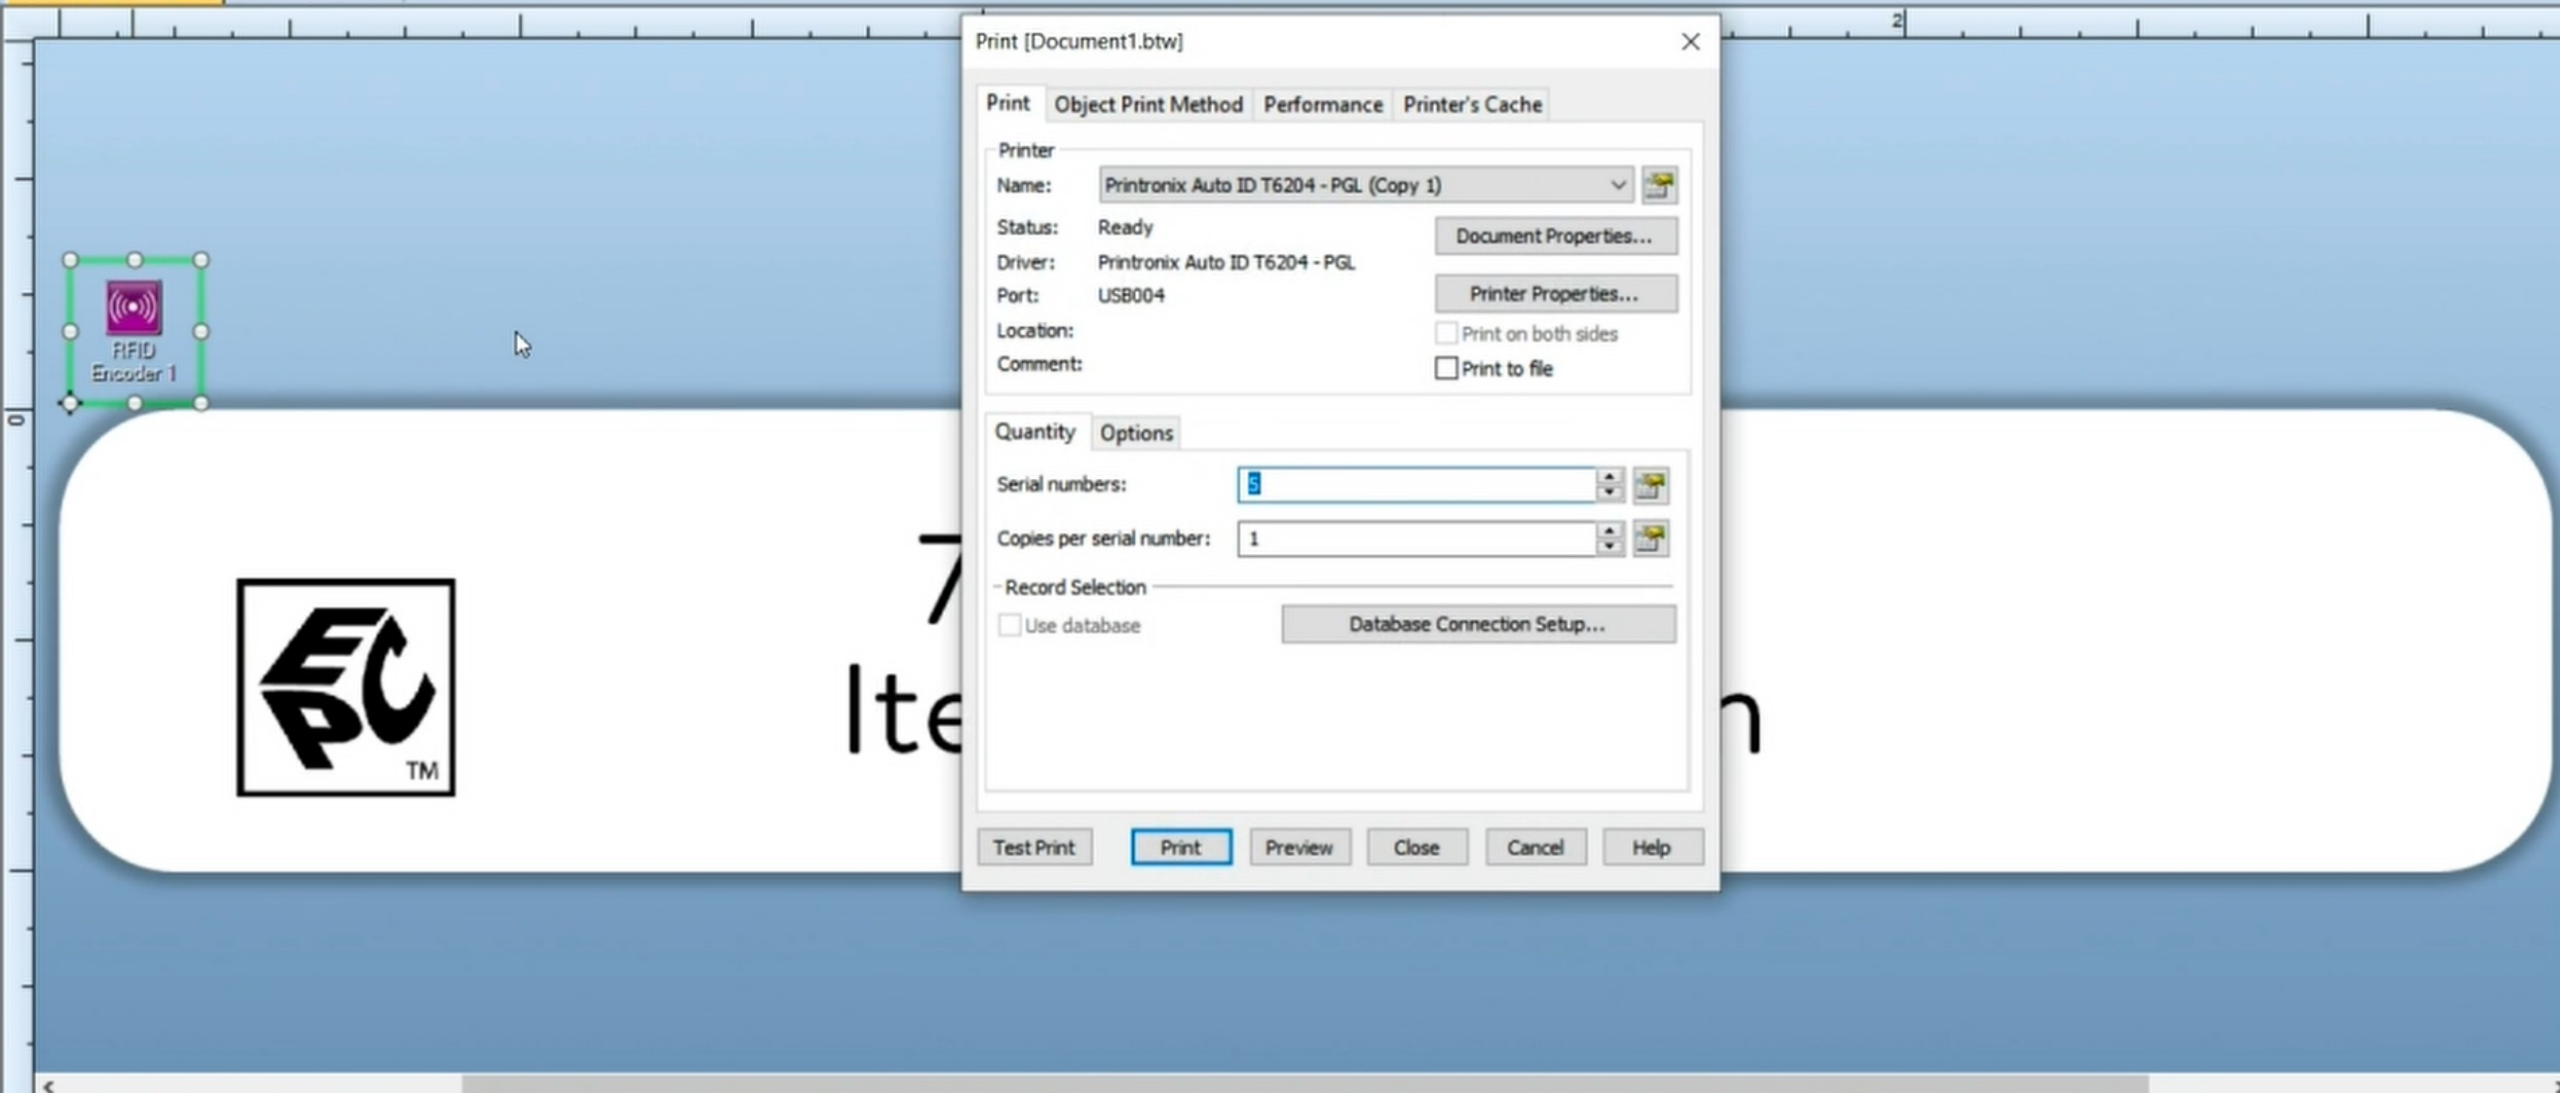 2
Print [Document1.btw]
Print Object Print Method Performance Printer's Cache
Printer
Name: Printronix Auto ID T6204 - PGL (Copy 1)
Status: Ready
Document Properties...
Driver: Printronix Auto ID T6204 - PGL
Port: USB004
Printer Properties...
Location:
Print on both sides
Comment:
Print to file
RFID
Encoder 1
0
Quantity Options
Serial numbers: 5
Copies per serial number: 1
Record Selection
Use database Database Connection Setup...
7
Ite
n
EPC
TM
Test Print Print Preview Close Cancel Help